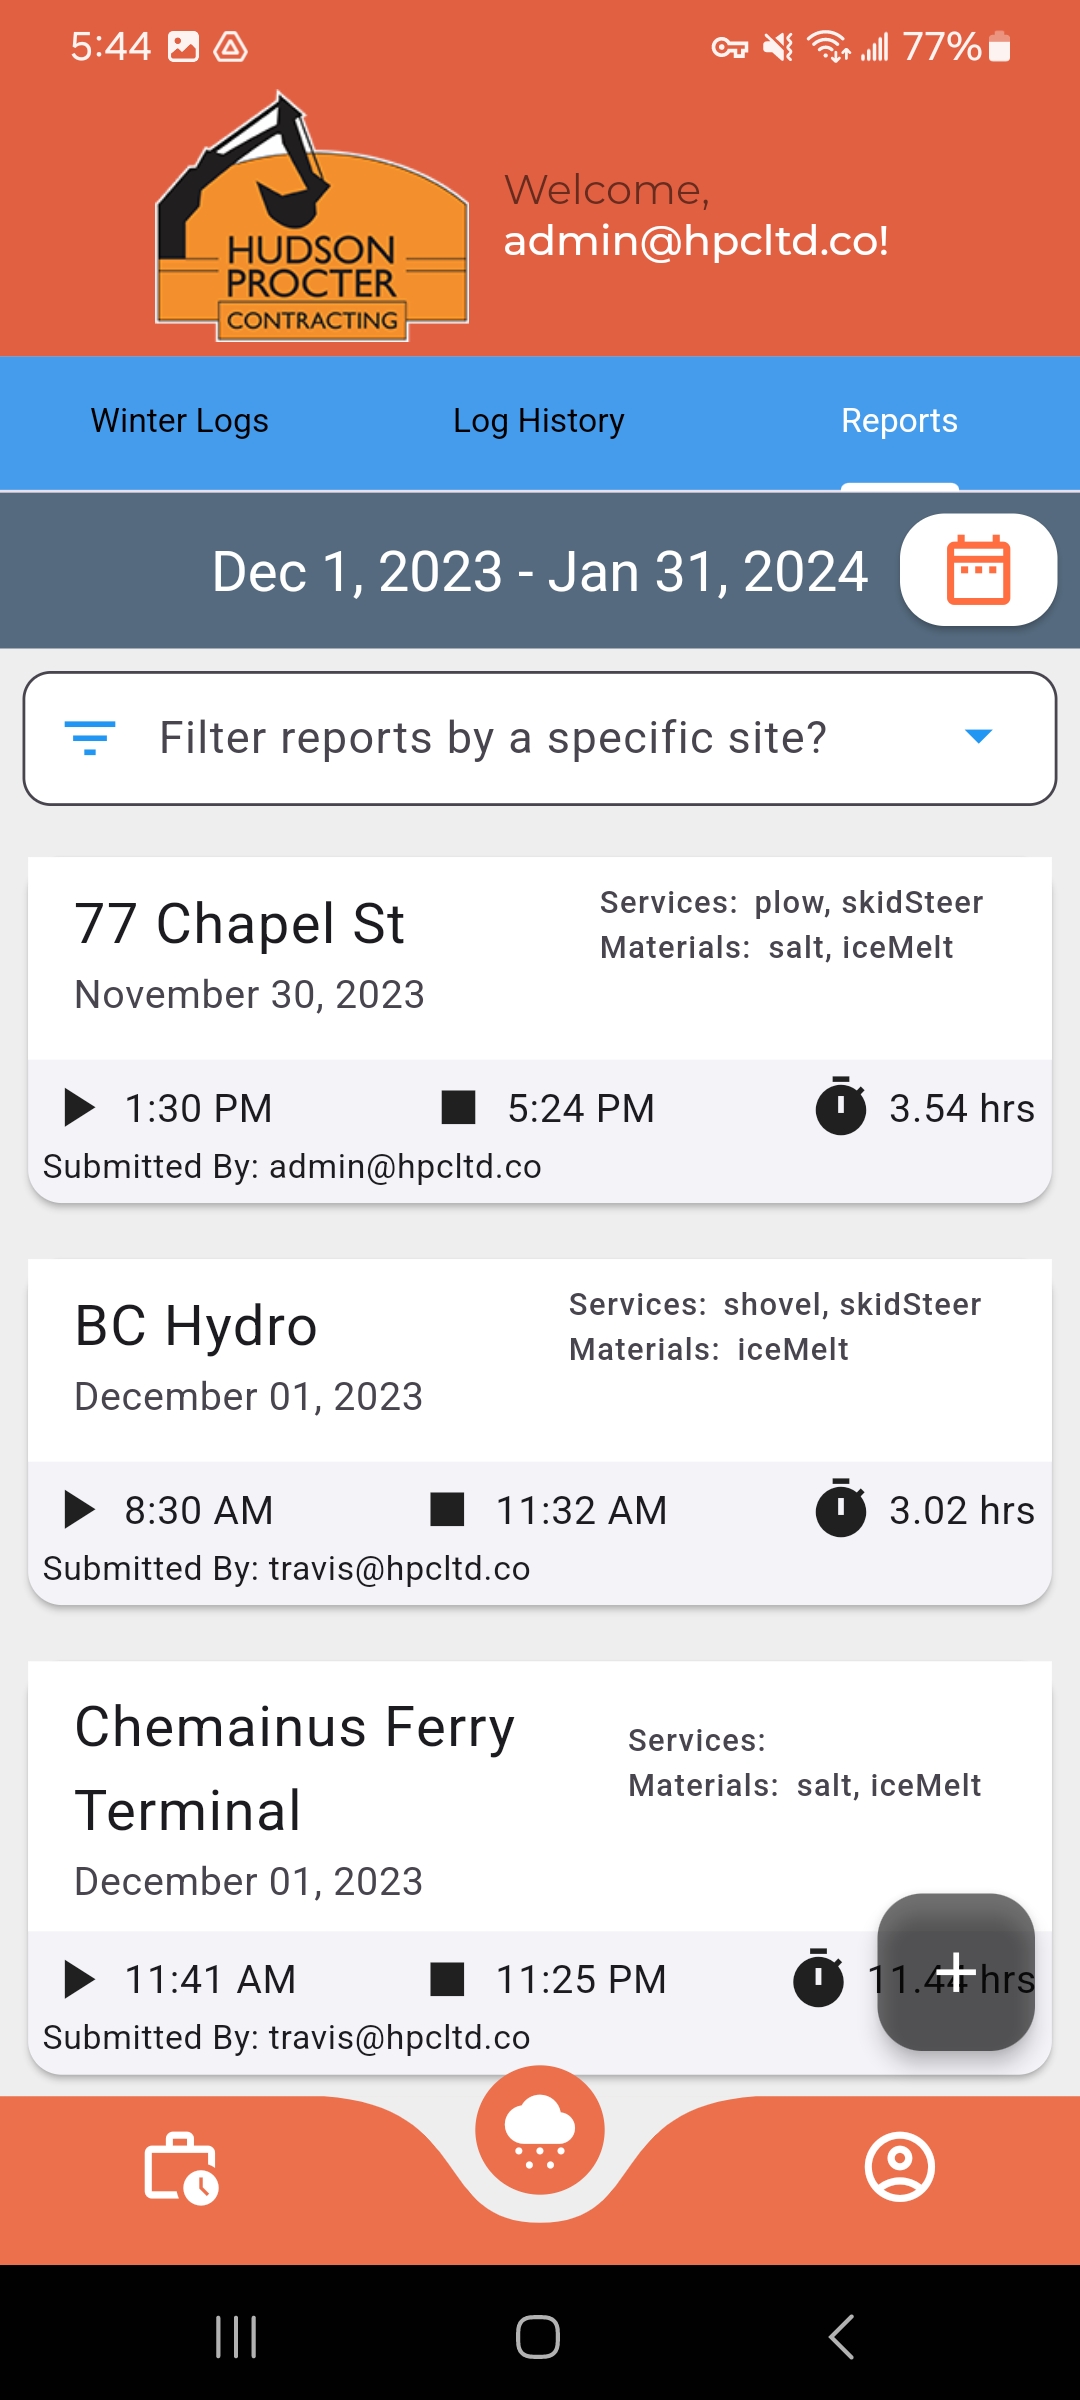 5:44
77%
HUDSON
PROCTER
CONTRACTING
Welcome,
admin@hpcltd.co!
Winter Logs
Log History
Reports
Dec 1, 2023 - Jan 31, 2024
Filter reports by a specific site?
77 Chapel St
November 30, 2023
Services: plow, skidSteer
Materials: salt, iceMelt
1:30 PM
5:24 PM
3.54 hrs
Submitted By: admin@hpcltd.co
BC Hydro
December 01, 2023
Services: shovel, skidSteer
Materials: iceMelt
8:30 AM
11:32 AM
3.02 hrs
Submitted By: travis@hpcltd.co
Chemainus Ferry
Terminal
December 01, 2023
Services:
Materials: salt, iceMelt
11:41 AM
11:25 PM
11.44 hrs
Submitted By: travis@hpcltd.co